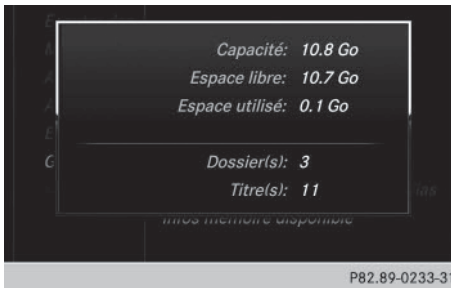 Capacité: 10.8 Go
Espace libre: 10.7 Go
Espace utilisé: 0.1 Go
Dossier(s): 3
Titre(s): 11
Infos mémoire disponible
P82.89-0233-31